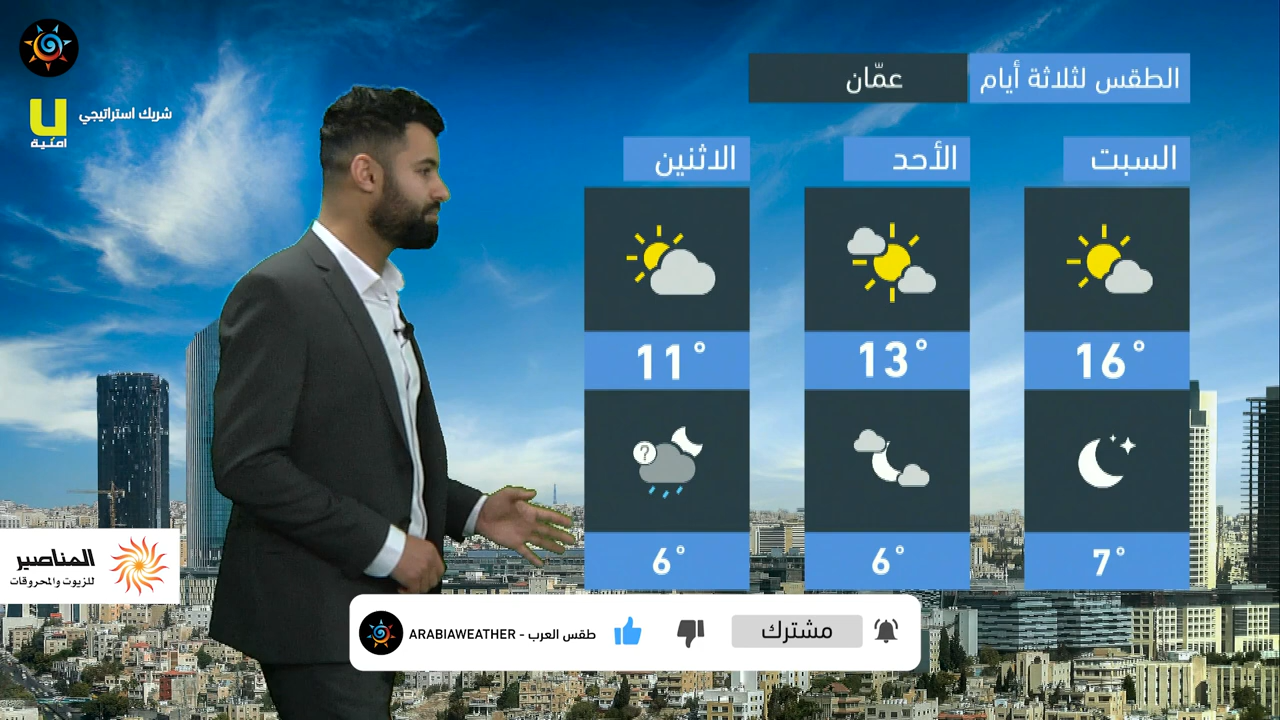 الطقس لثلاثة أيام
عمّان
السبت
الأحد
الاثنين
16°
13°
11°
?
7°
6°
6°
شريك استراتيجي
امنية
المناصير
للزيوت والمحروقات
ARABIAWEATHER - طقس العرب
مشترك